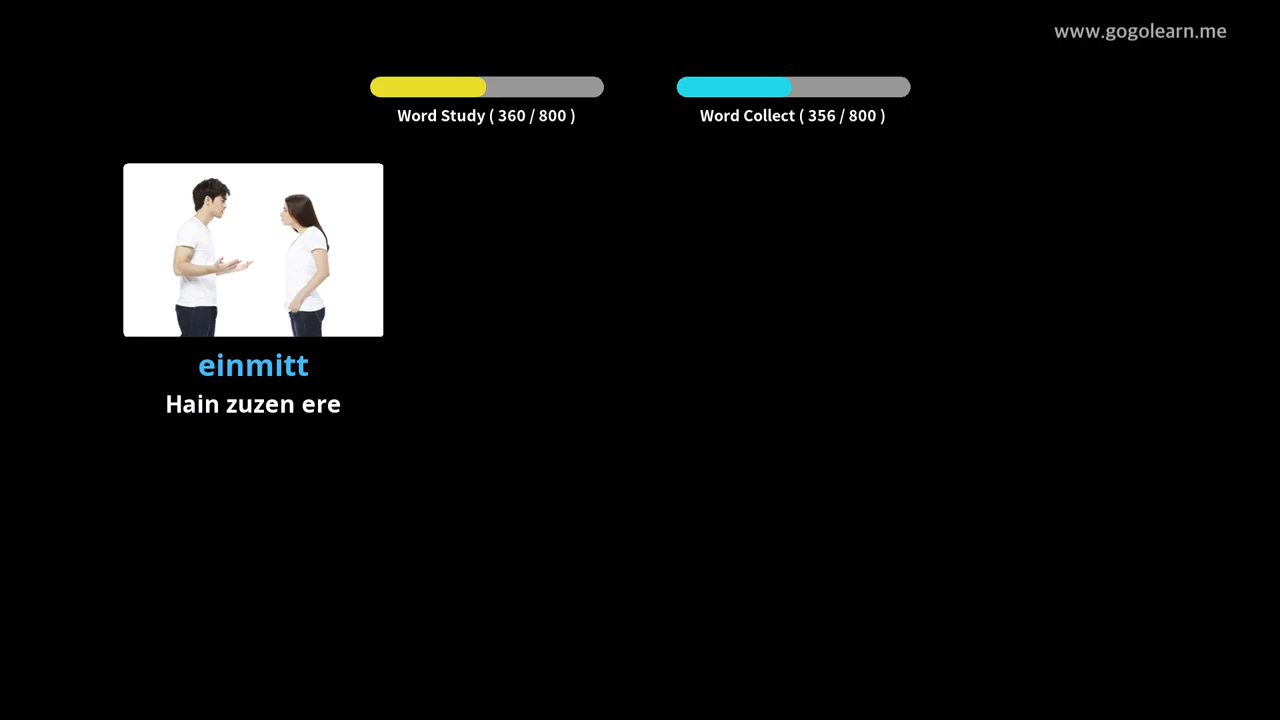 www.gogolearn.me
Word Study ( 360 / 800 )
Word Collect ( 356 / 800 )
einmitt
Hain zuzen ere